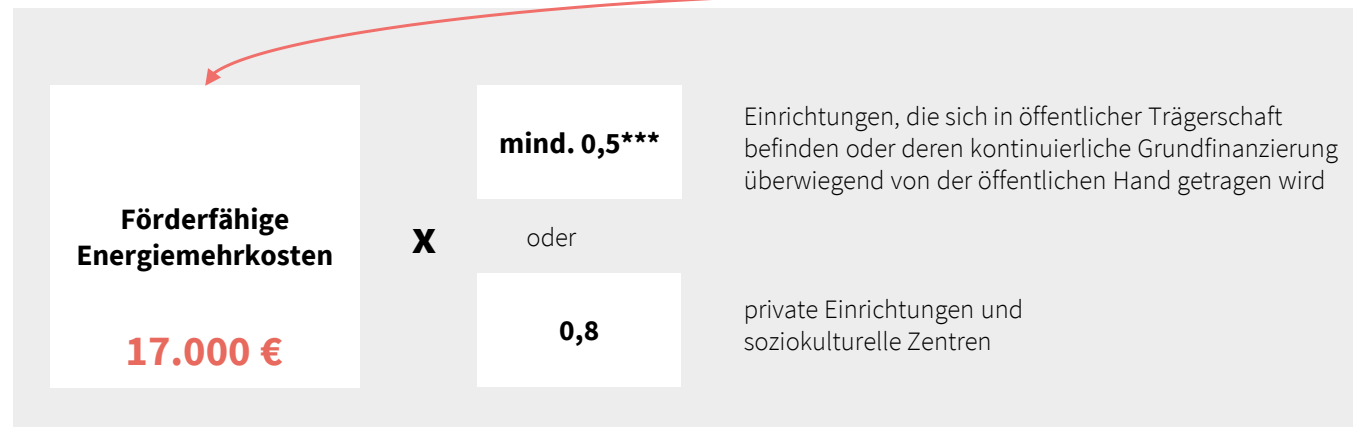 Förderfähige
Energiemehrkosten
17.000 €
x
mind. 0,5***
oder
0,8
Einrichtungen, die sich in öffentlicher Trägerschaft
befinden oder deren kontinuierliche Grundfinanzierung
überwiegend von der öffentlichen Hand getragen wird
private Einrichtungen und
soziokulturelle Zentren